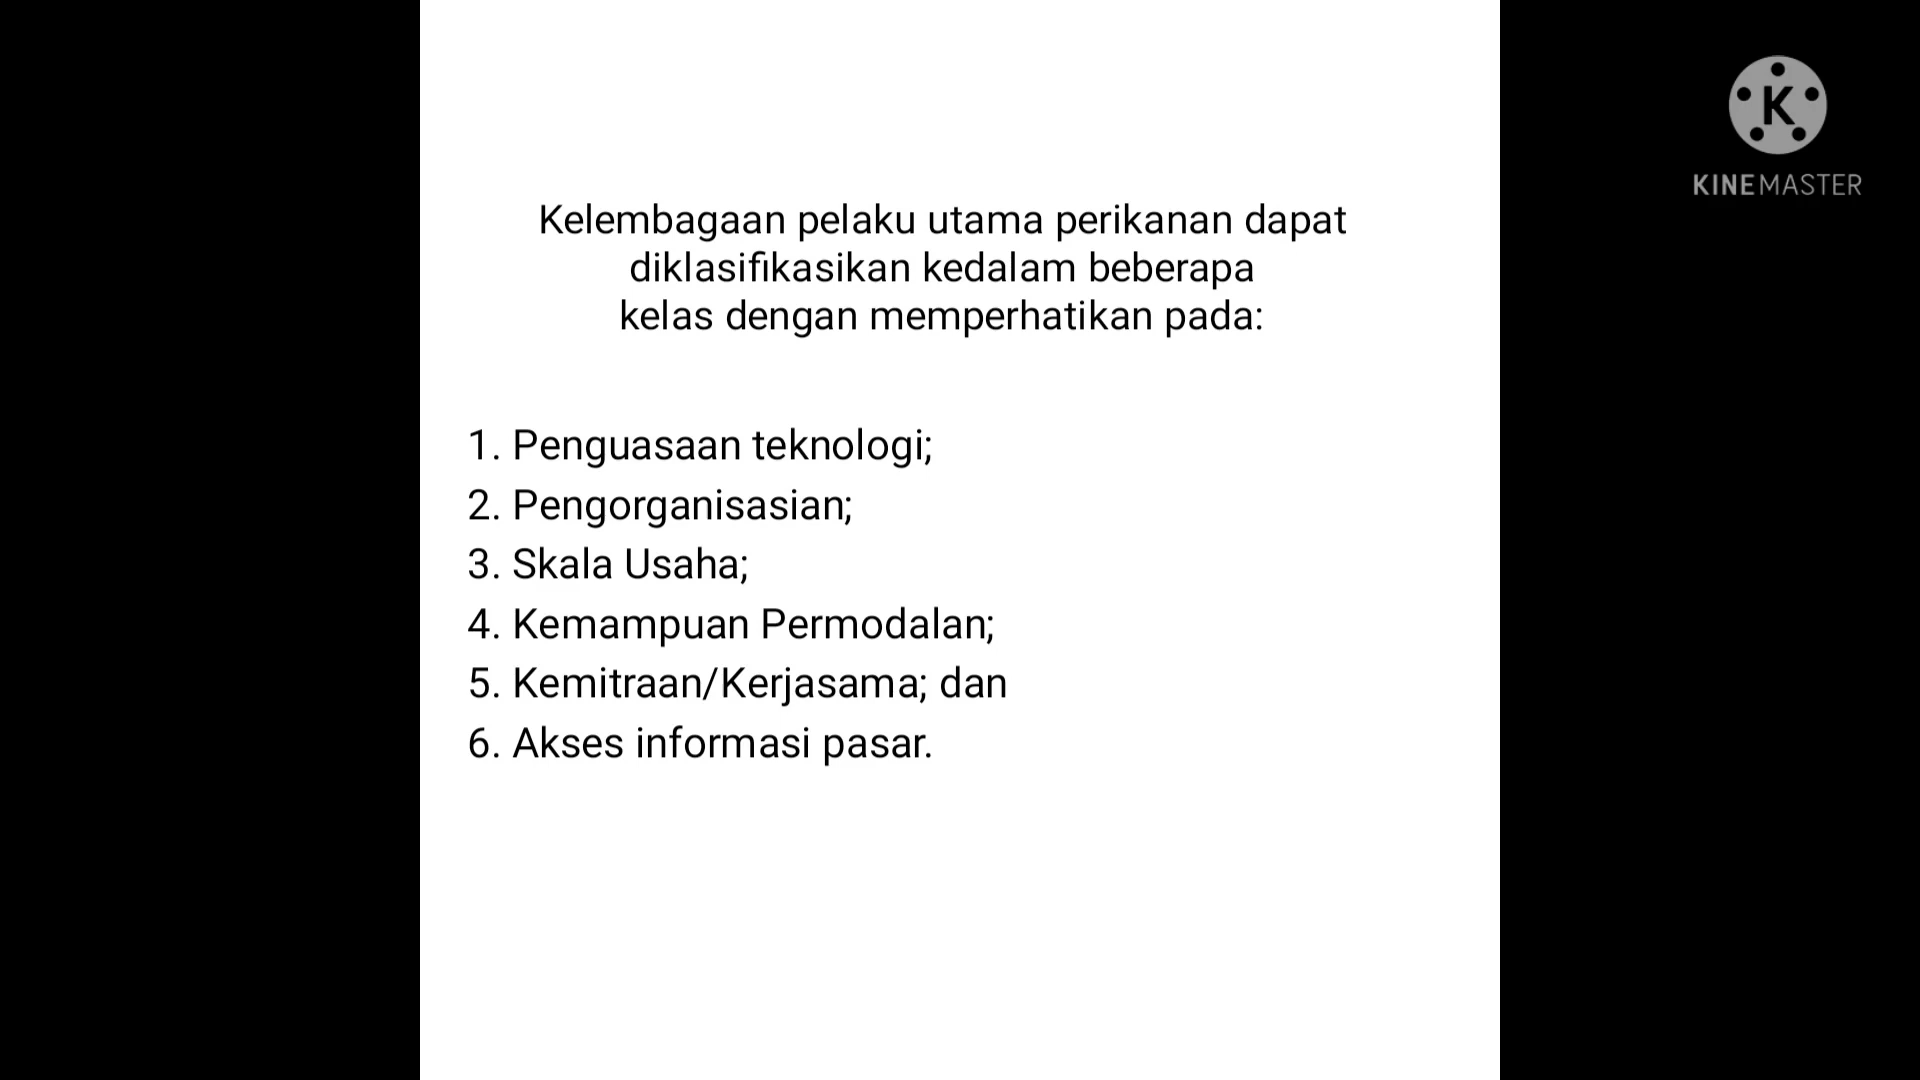 K
KINEMASTER
Kelembagaan pelaku utama perikanan dapat
diklasifikasikan kedalam beberapa
kelas dengan memperhatikan pada:
1. Penguasaan teknologi;
2. Pengorganisasian;
3. Skala Usaha;
4. Kemampuan Permodalan;
5. Kemitraan/Kerjasama; dan
6. Akses informasi pasar.